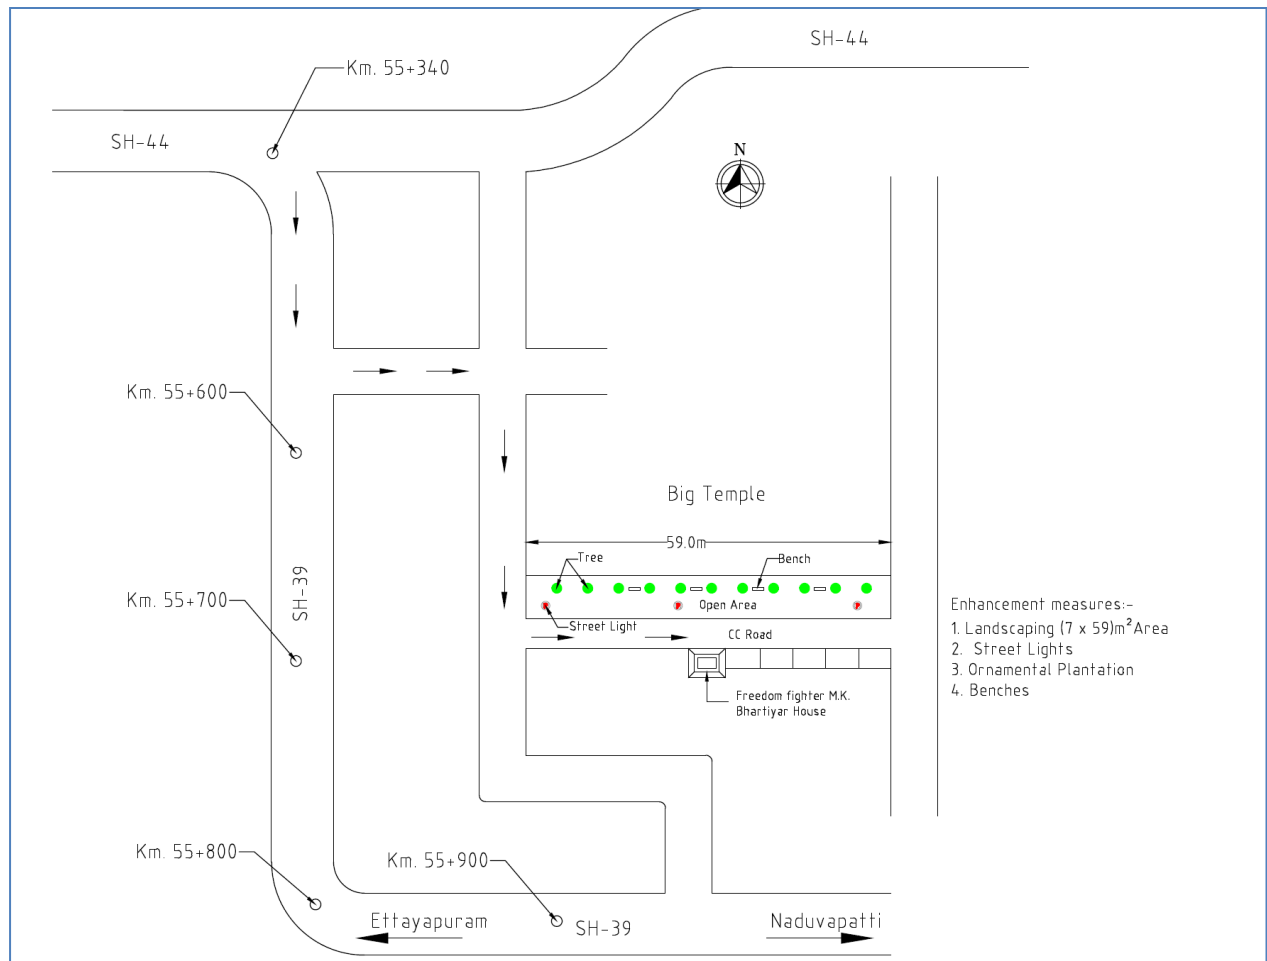 SH-44
Km. 55+340
SH-44
N
Km. 55+600
Big Temple
59.0m
Tree
Bench
Open Area
Street Light
SH-39
Km. 55+700
CC Road
Enhancement measures:-
1. Landscaping (7 x 59)m² Area
2. Street Lights
3. Ornamental Plantation
4. Benches
Freedom fighter M.K.
Bhartiyar House
Km. 55+800
Km. 55+900
Ettayapuram
SH-39
Naduvapatti